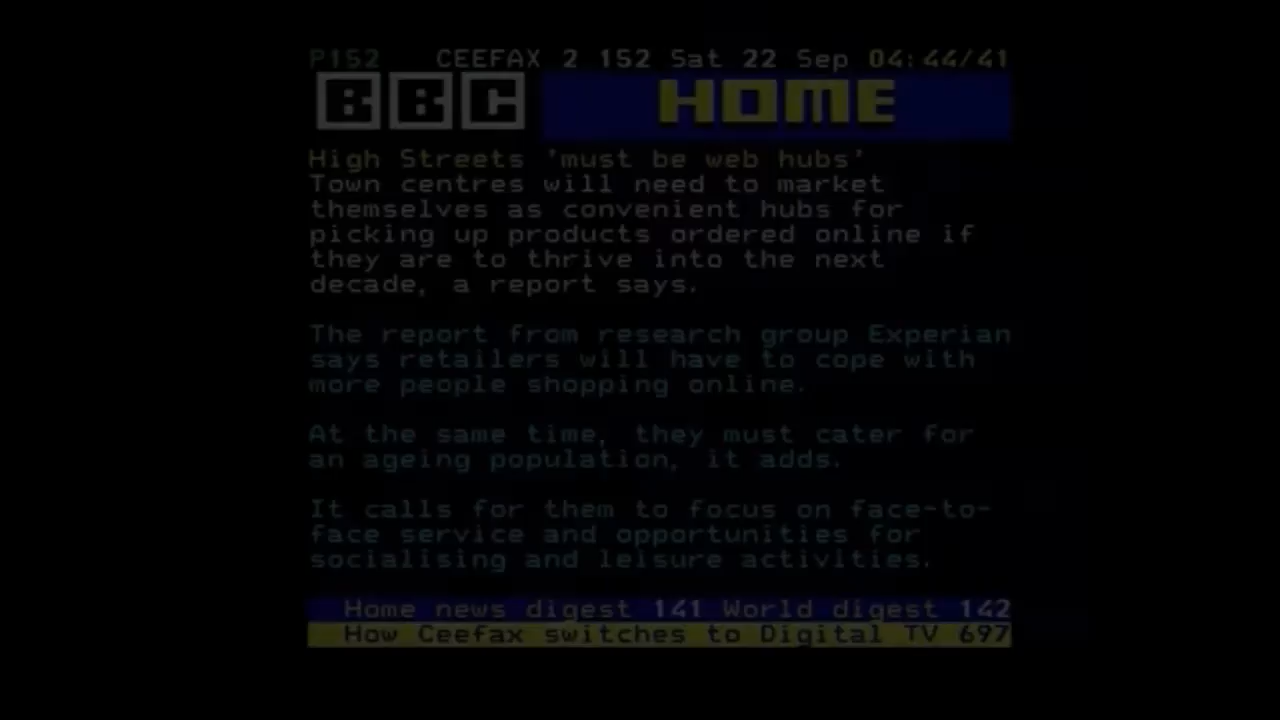 P152 CEEFAX 2 152 Sat 22 Sep 04:44/41
BBC HOME
High Streets 'must be web hubs'
Town centres will need to market
themselves as convenient hubs for
picking up products ordered online if
they are to thrive into the next
decade, a report says.
The report from research group Experian
says retailers will have to cope with
more people shopping online.
At the same time, they must cater for
an ageing population, it adds.
It calls for them to focus on face-to-
face service and opportunities for
socialising and leisure activities.
Home news digest 141 World digest 142
How Ceefax switches to Digital TV 697